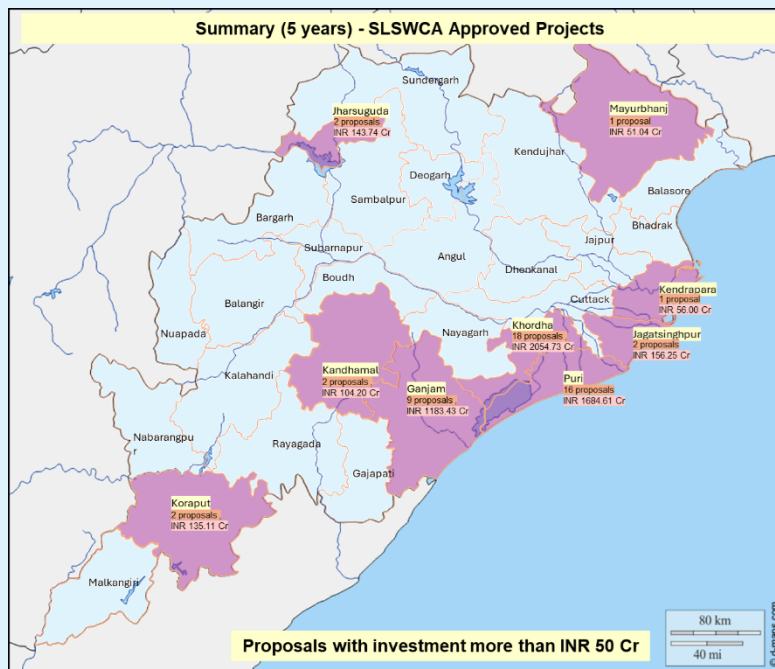 Summary (5 years) - SLSWCA Approved Projects
Sundergarh
Jharsuguda
2 proposals
INR 143.74 Cr
Mayurbhanj
1 proposal
INR 51.04 Cr
Kendujhar
Deogarh
Sambalpur
Balasore
Bargarh
Bhadrak
Subarnapur
Jajpur
Angul
Dhenkanal
Boudh
Kendrapara
1 proposal
INR 56.00 Cr
Balangir
Cuttack
Nuapada
Nayagarh
Khordha
18 proposals
INR 2054.73 Cr
Jagatsinghpur
2 proposals
INR 156.25 Cr
Kandhamal
2 proposals ,
INR 104.20 Cr
Kalahandi
Ganjam
9 proposals ,
INR 1183.43 Cr
Puri
16 proposals
INR 1684.61 Cr
Nabarangpu
r
Rayagada
Gajapati
Koraput
2 proposals ,
INR 135.11 Cr
Malkangiri
80 km
40 mi
d-maps.com
Proposals with investment more than INR 50 Cr